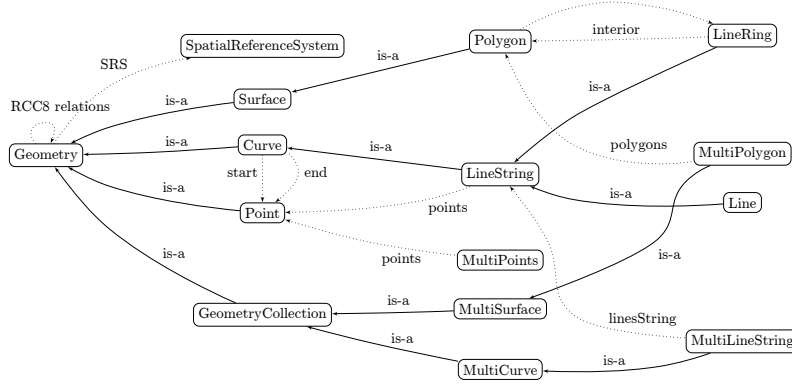 interior
LineRing
Polygon
SpatialReferenceSystem
SRS
is-a
is-a
RCC8 relations
is-a
Surface
Geometry
is-a
Curve
is-a
polygons
MultiPolygon
start
end
LineString
is-a
is-a
Line
Point
points
points
MultiPoints
is-a
is-a
GeometryCollection
is-a
MultiSurface
linesString
is-a
MultiLineString
MultiCurve
is-a